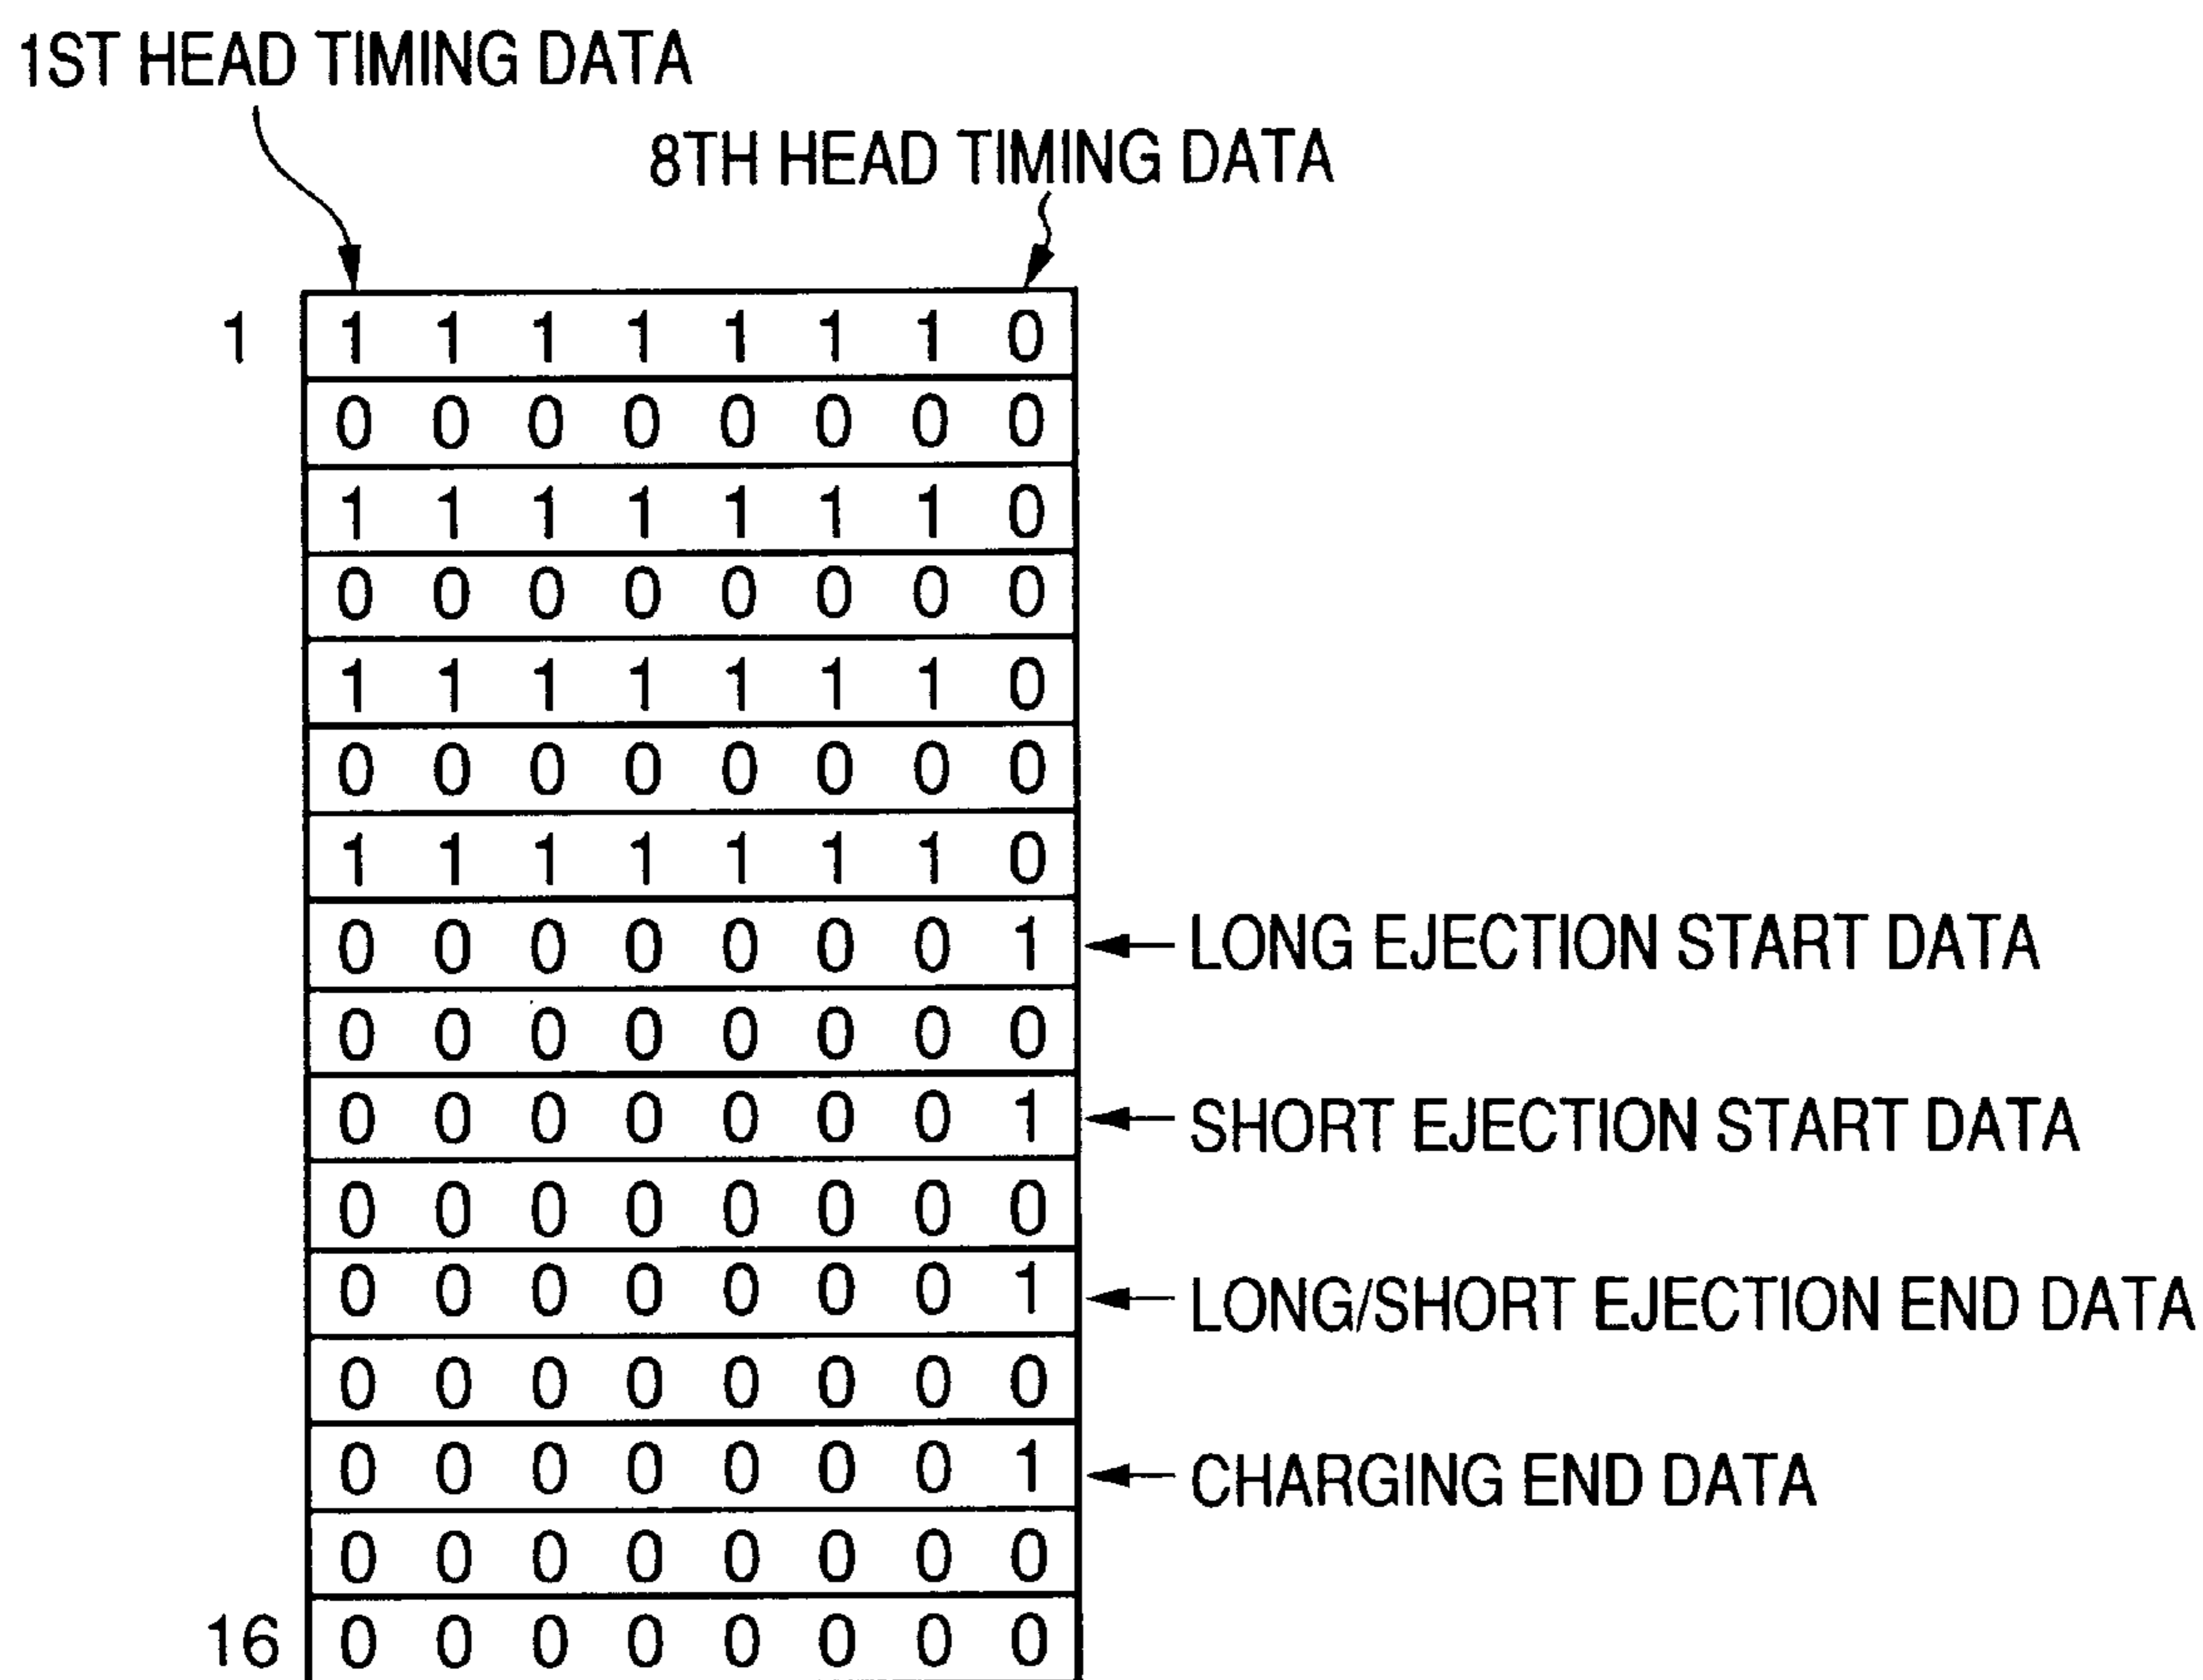 1ST HEAD TIMING DATA
8TH HEAD TIMING DATA
1 1 1 1 1 1 1 1 0
0 0 0 0 0 0 0 0
1 1 1 1 1 1 1 0
0 0 0 0 0 0 0 0
1 1 1 1 1 1 1 0
0 0 0 0 0 0 0 0
1 1 1 1 1 1 1 0
0 0 0 0 0 0 0 1 LONG EJECTION START DATA
0 0 0 0 0 0 0 0
0 0 0 0 0 0 0 1 SHORT EJECTION START DATA
0 0 0 0 0 0 0 0
0 0 0 0 0 0 0 1 LONG/SHORT EJECTION END DATA
0 0 0 0 0 0 0 0
0 0 0 0 0 0 0 1 CHARGING END DATA
0 0 0 0 0 0 0 0
16 0 0 0 0 0 0 0 0